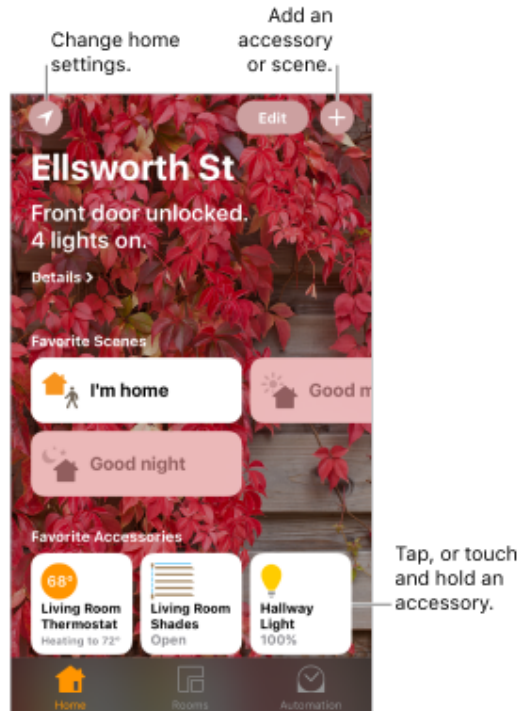 Change home
settings.
Add an
accessory
or scene.
Edit
Ellsworth St
Front door unlocked.
4 lights on.
Details >
Favorite Scenes
I'm home
Good m
Good night
Favorite Accessories
68°
Living Room
Thermostat
Heating to 72°
Living Room
Shades
Open
Hallway
Light
100%
Tap, or touch
and hold an
accessory.
Home
Rooms
Automation